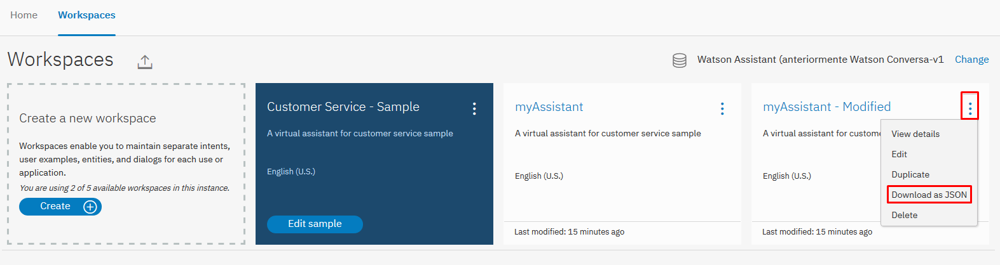 Home
Workspaces
Workspaces
Watson Assistant (anteriormente Watson Conversa-v1
Change
Create a new workspace
Workspaces enable you to maintain separate intents,
user examples, entities, and dialogs for each use or
application.
You are using 2 of 5 available workspaces in this instance.
Create
Customer Service - Sample
A virtual assistant for customer service sample
English (U.S.)
Edit sample
myAssistant
A virtual assistant for customer service sample
English (U.S.)
Last modified: 15 minutes ago
myAssistant - Modified
A virtual assistant for custome
English (U.S.)
Last modified: 15 minutes ago
View details
Edit
Duplicate
Download as JSON
Delete